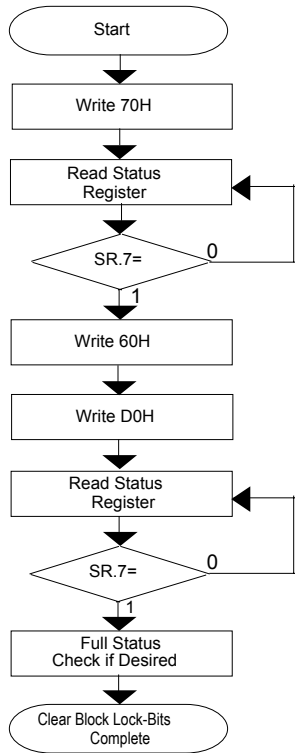 Start
Write 70H
Read Status
Register
SR.7=
0
1
Write 60H
Write D0H
Read Status
Register
SR.7=
0
1
Full Status
Check if Desired
Clear Block Lock-Bits
Complete